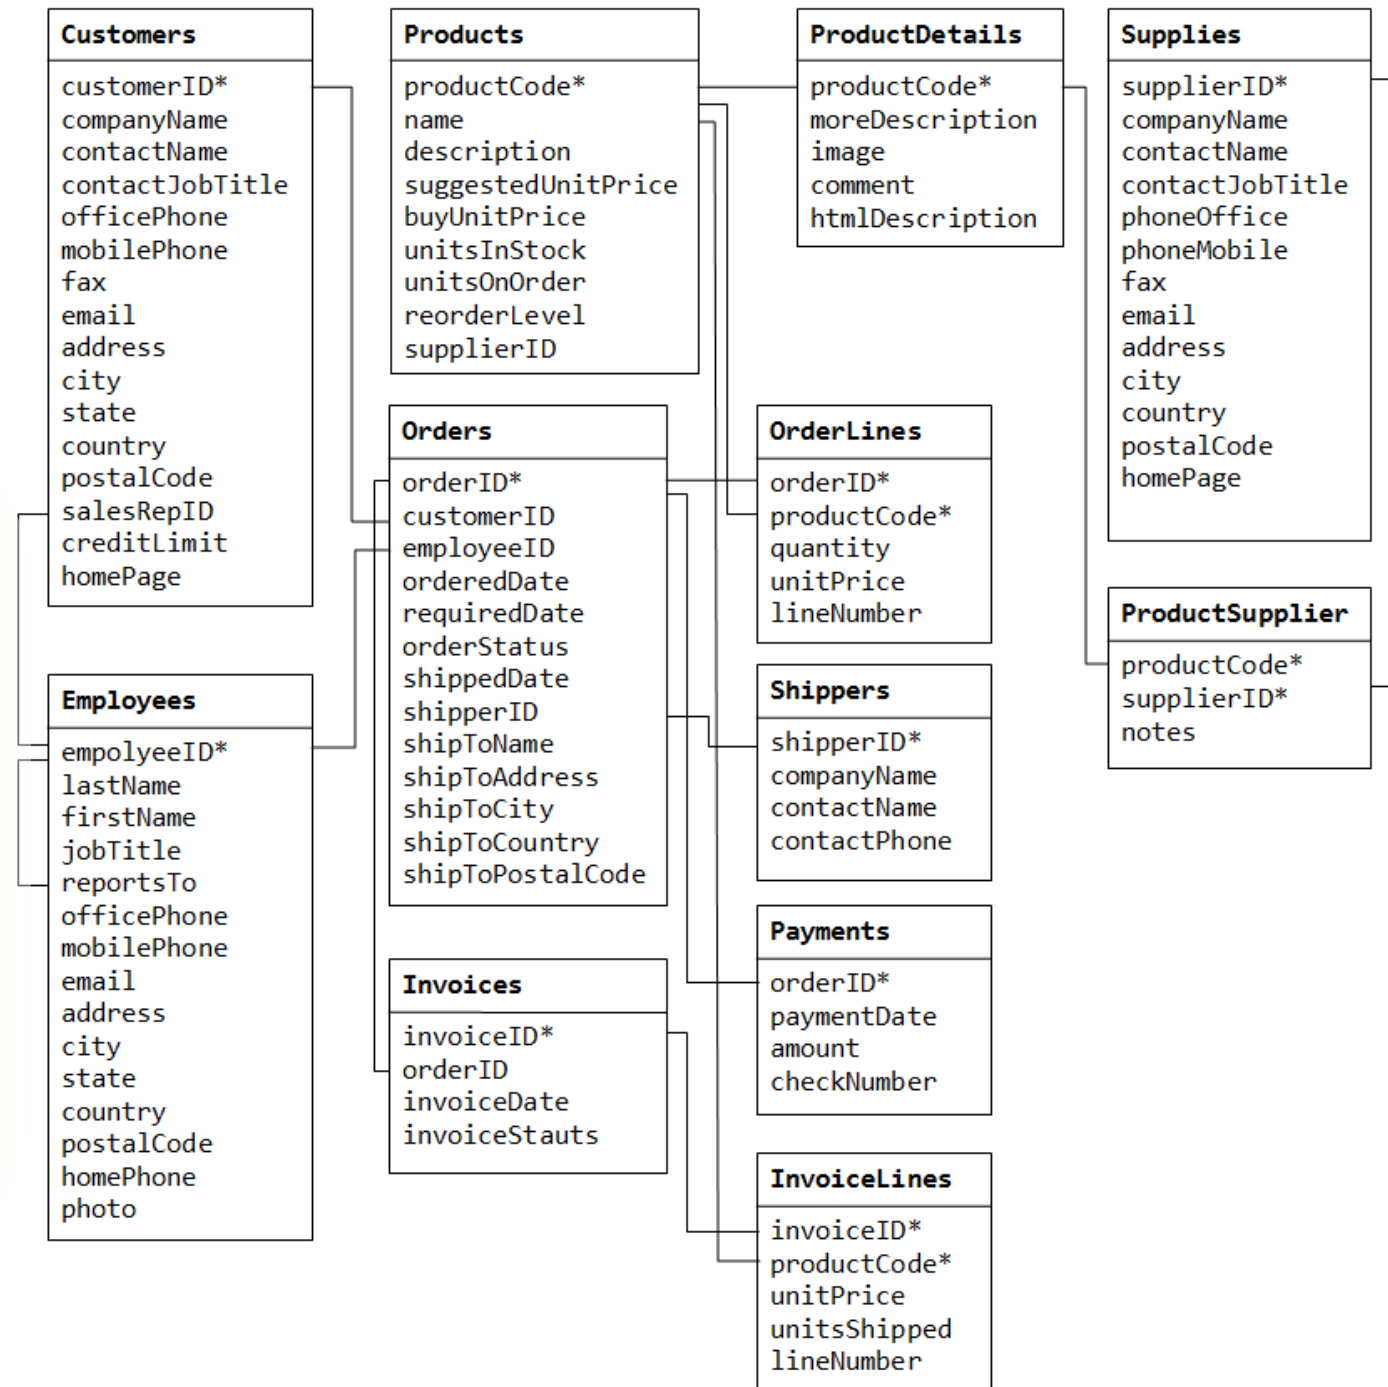 Customers
customerID*
companyName
contactName
contactJobTitle
officePhone
mobilePhone
fax
email
address
city
state
country
postalCode
salesRepID
creditLimit
homePage
Products
productCode*
name
description
suggestedUnitPrice
buyUnitPrice
unitsInStock
unitsOnOrder
reorderLevel
supplierID
ProductDetails
productCode*
moreDescription
image
comment
htmlDescription
Supplies
supplierID*
companyName
contactName
contactJobTitle
phoneOffice
phoneMobile
fax
email
address
city
country
postalCode
homePage
Orders
orderID*
customerID
employeeID
orderedDate
requiredDate
orderStatus
shippedDate
shipperID
shipToName
shipToAddress
shipToCity
shipToCountry
shipToPostalCode
OrderLines
orderID*
productCode*
quantity
unitPrice
lineNumber
ProductSupplier
productCode*
supplierID*
notes
Employees
empolyeeID*
lastName
firstName
jobTitle
reportsTo
officePhone
mobilePhone
email
address
city
state
country
postalCode
homePhone
photo
Shippers
shipperID*
companyName
contactName
contactPhone
Payments
orderID*
paymentDate
amount
checkNumber
Invoices
invoiceID*
orderID
invoiceDate
invoiceStauts
InvoiceLines
invoiceID*
productCode*
unitPrice
unitsShipped
lineNumber